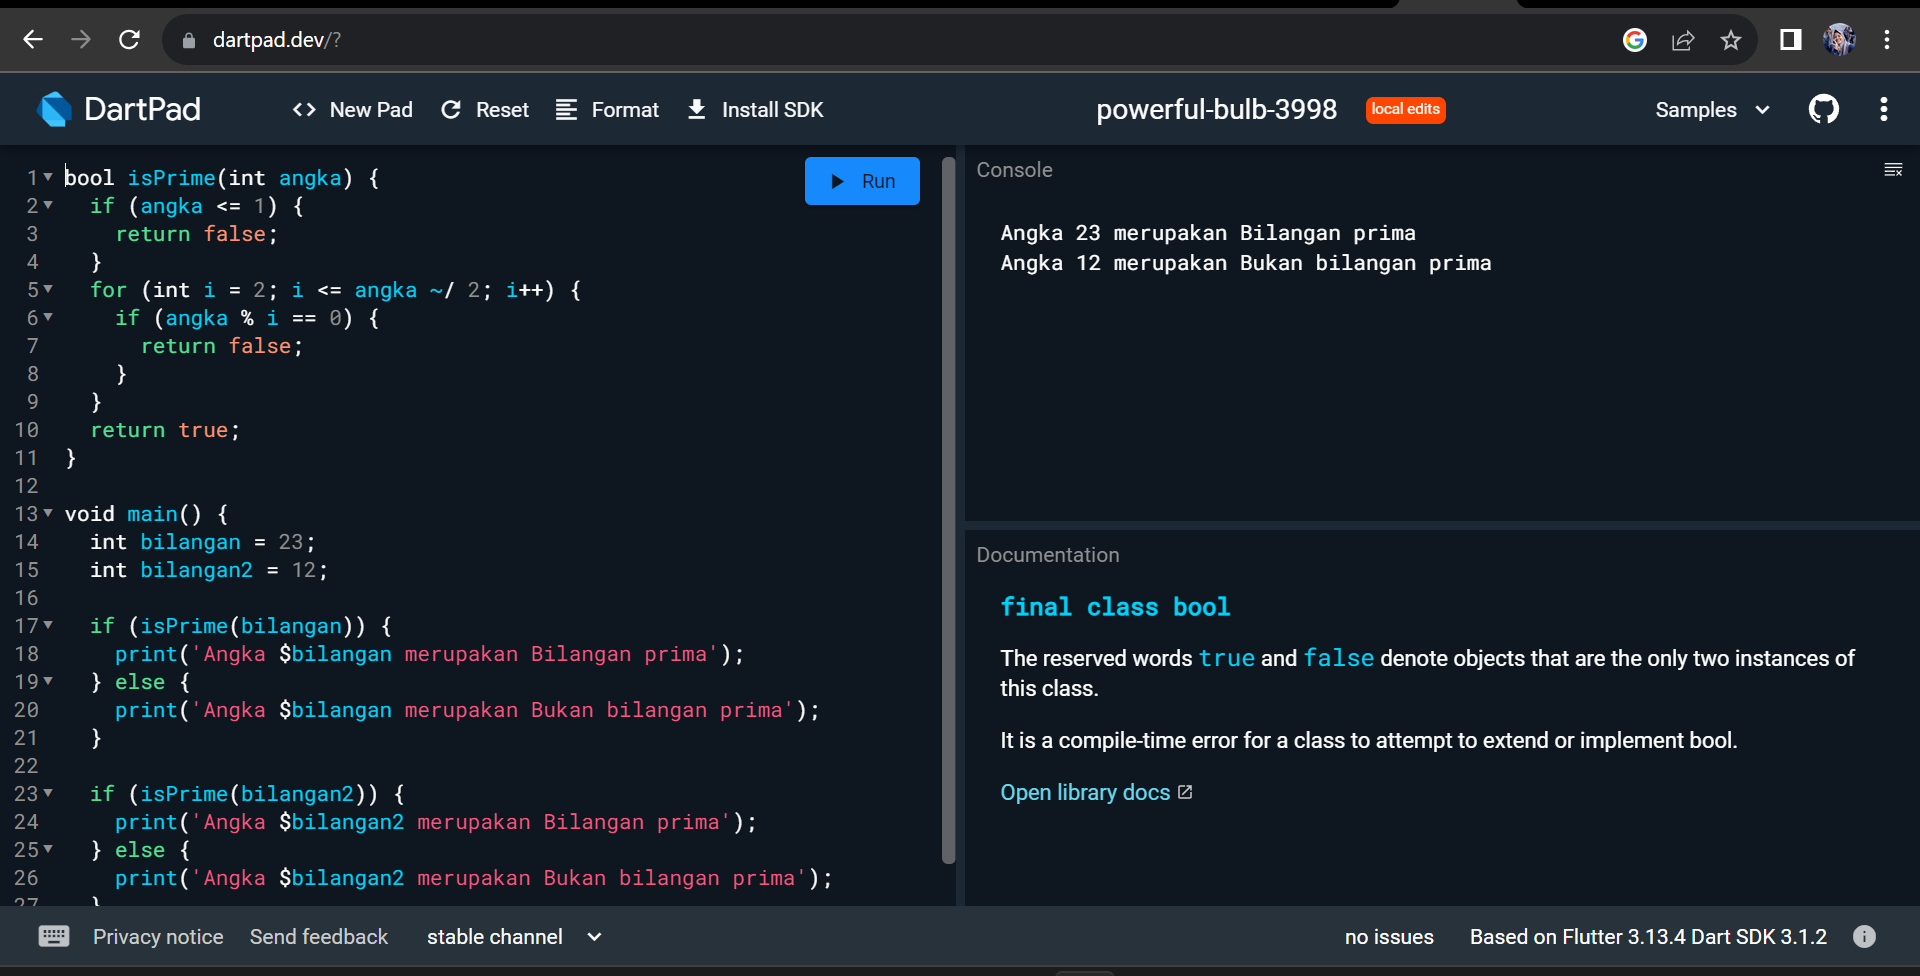 dartpad.dev/?
DartPad
<> New Pad
Reset
Format
Install SDK
powerful-bulb-3998
local edits
Samples
1 bool isPrime(int angka) {
2 if (angka <= 1) {
3 return false;
4 }
5 for (int i = 2; i <= angka ~/ 2; i++) {
6 if (angka % i == 0) {
7 return false;
8 }
9 }
10 return true;
11 }
12
13 void main() {
14 int bilangan = 23;
15 int bilangan2 = 12;
16
17 if (isPrime(bilangan)) {
18 print('Angka $bilangan merupakan Bilangan prima');
19 } else {
20 print('Angka $bilangan merupakan Bukan bilangan prima');
21 }
22
23 if (isPrime(bilangan2)) {
24 print('Angka $bilangan2 merupakan Bilangan prima');
25 } else {
26 print('Angka $bilangan2 merupakan Bukan bilangan prima');
27 }
Run
Console
Angka 23 merupakan Bilangan prima
Angka 12 merupakan Bukan bilangan prima
Documentation
final class bool
The reserved words true and false denote objects that are the only two instances of
this class.
It is a compile-time error for a class to attempt to extend or implement bool.
Open library docs
Privacy notice
Send feedback
stable channel
no issues
Based on Flutter 3.13.4 Dart SDK 3.1.2